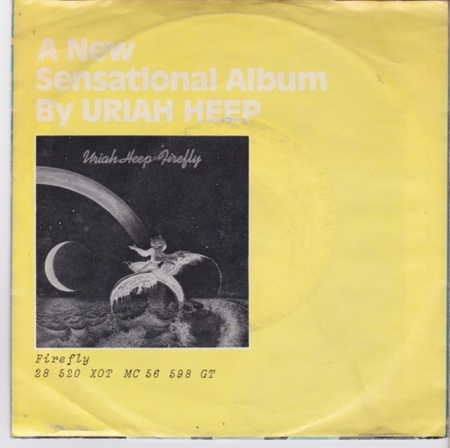 A New
Sensational Album
By URIAH HEEP
Uriah Heep·Firefly
Firefly
28 520 XOT MC 56 598 GT